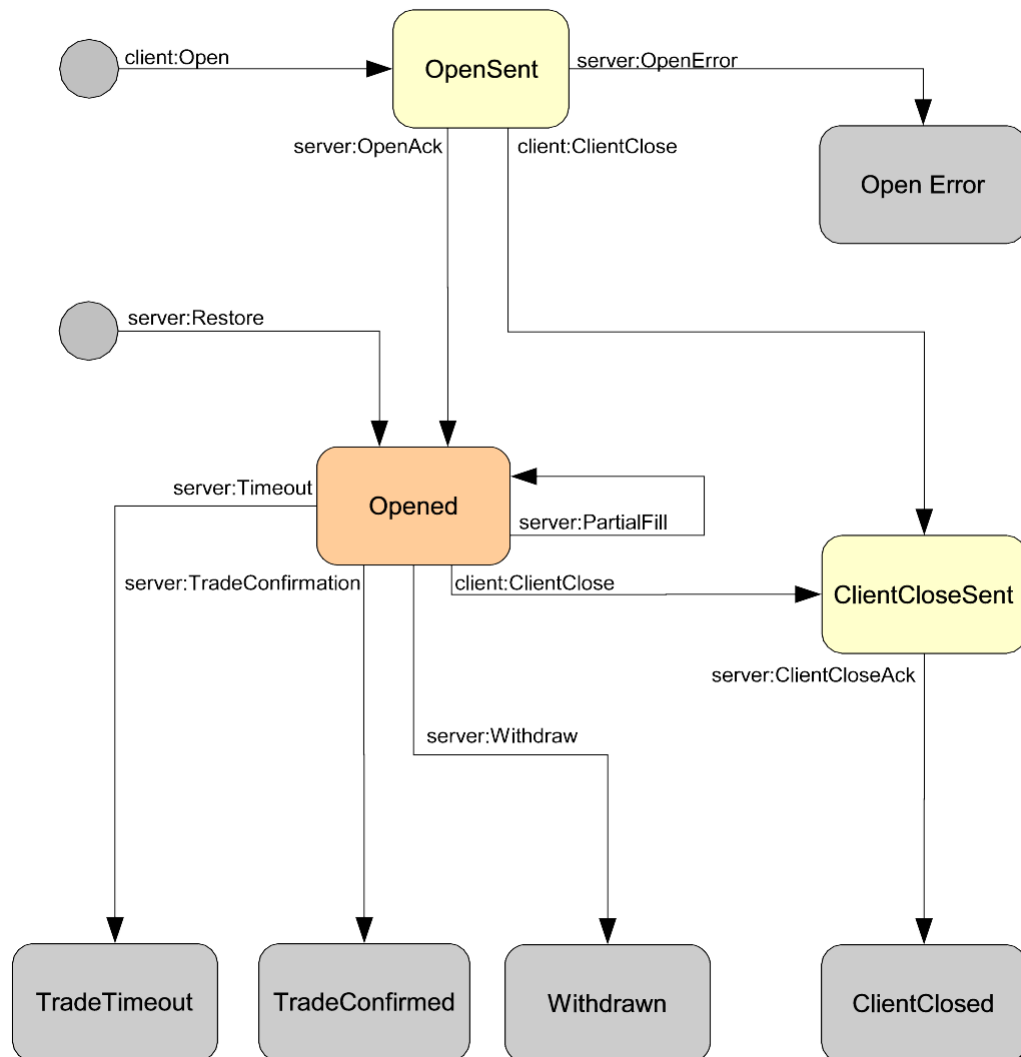 client:Open
OpenSent
server:OpenError
server:OpenAck
client:ClientClose
Open Error
server:Restore
server:Timeout
Opened
server:PartialFill
server:TradeConfirmation
client:ClientClose
ClientCloseSent
server:ClientCloseAck
server:Withdraw
TradeTimeout
TradeConfirmed
Withdrawn
ClientClosed